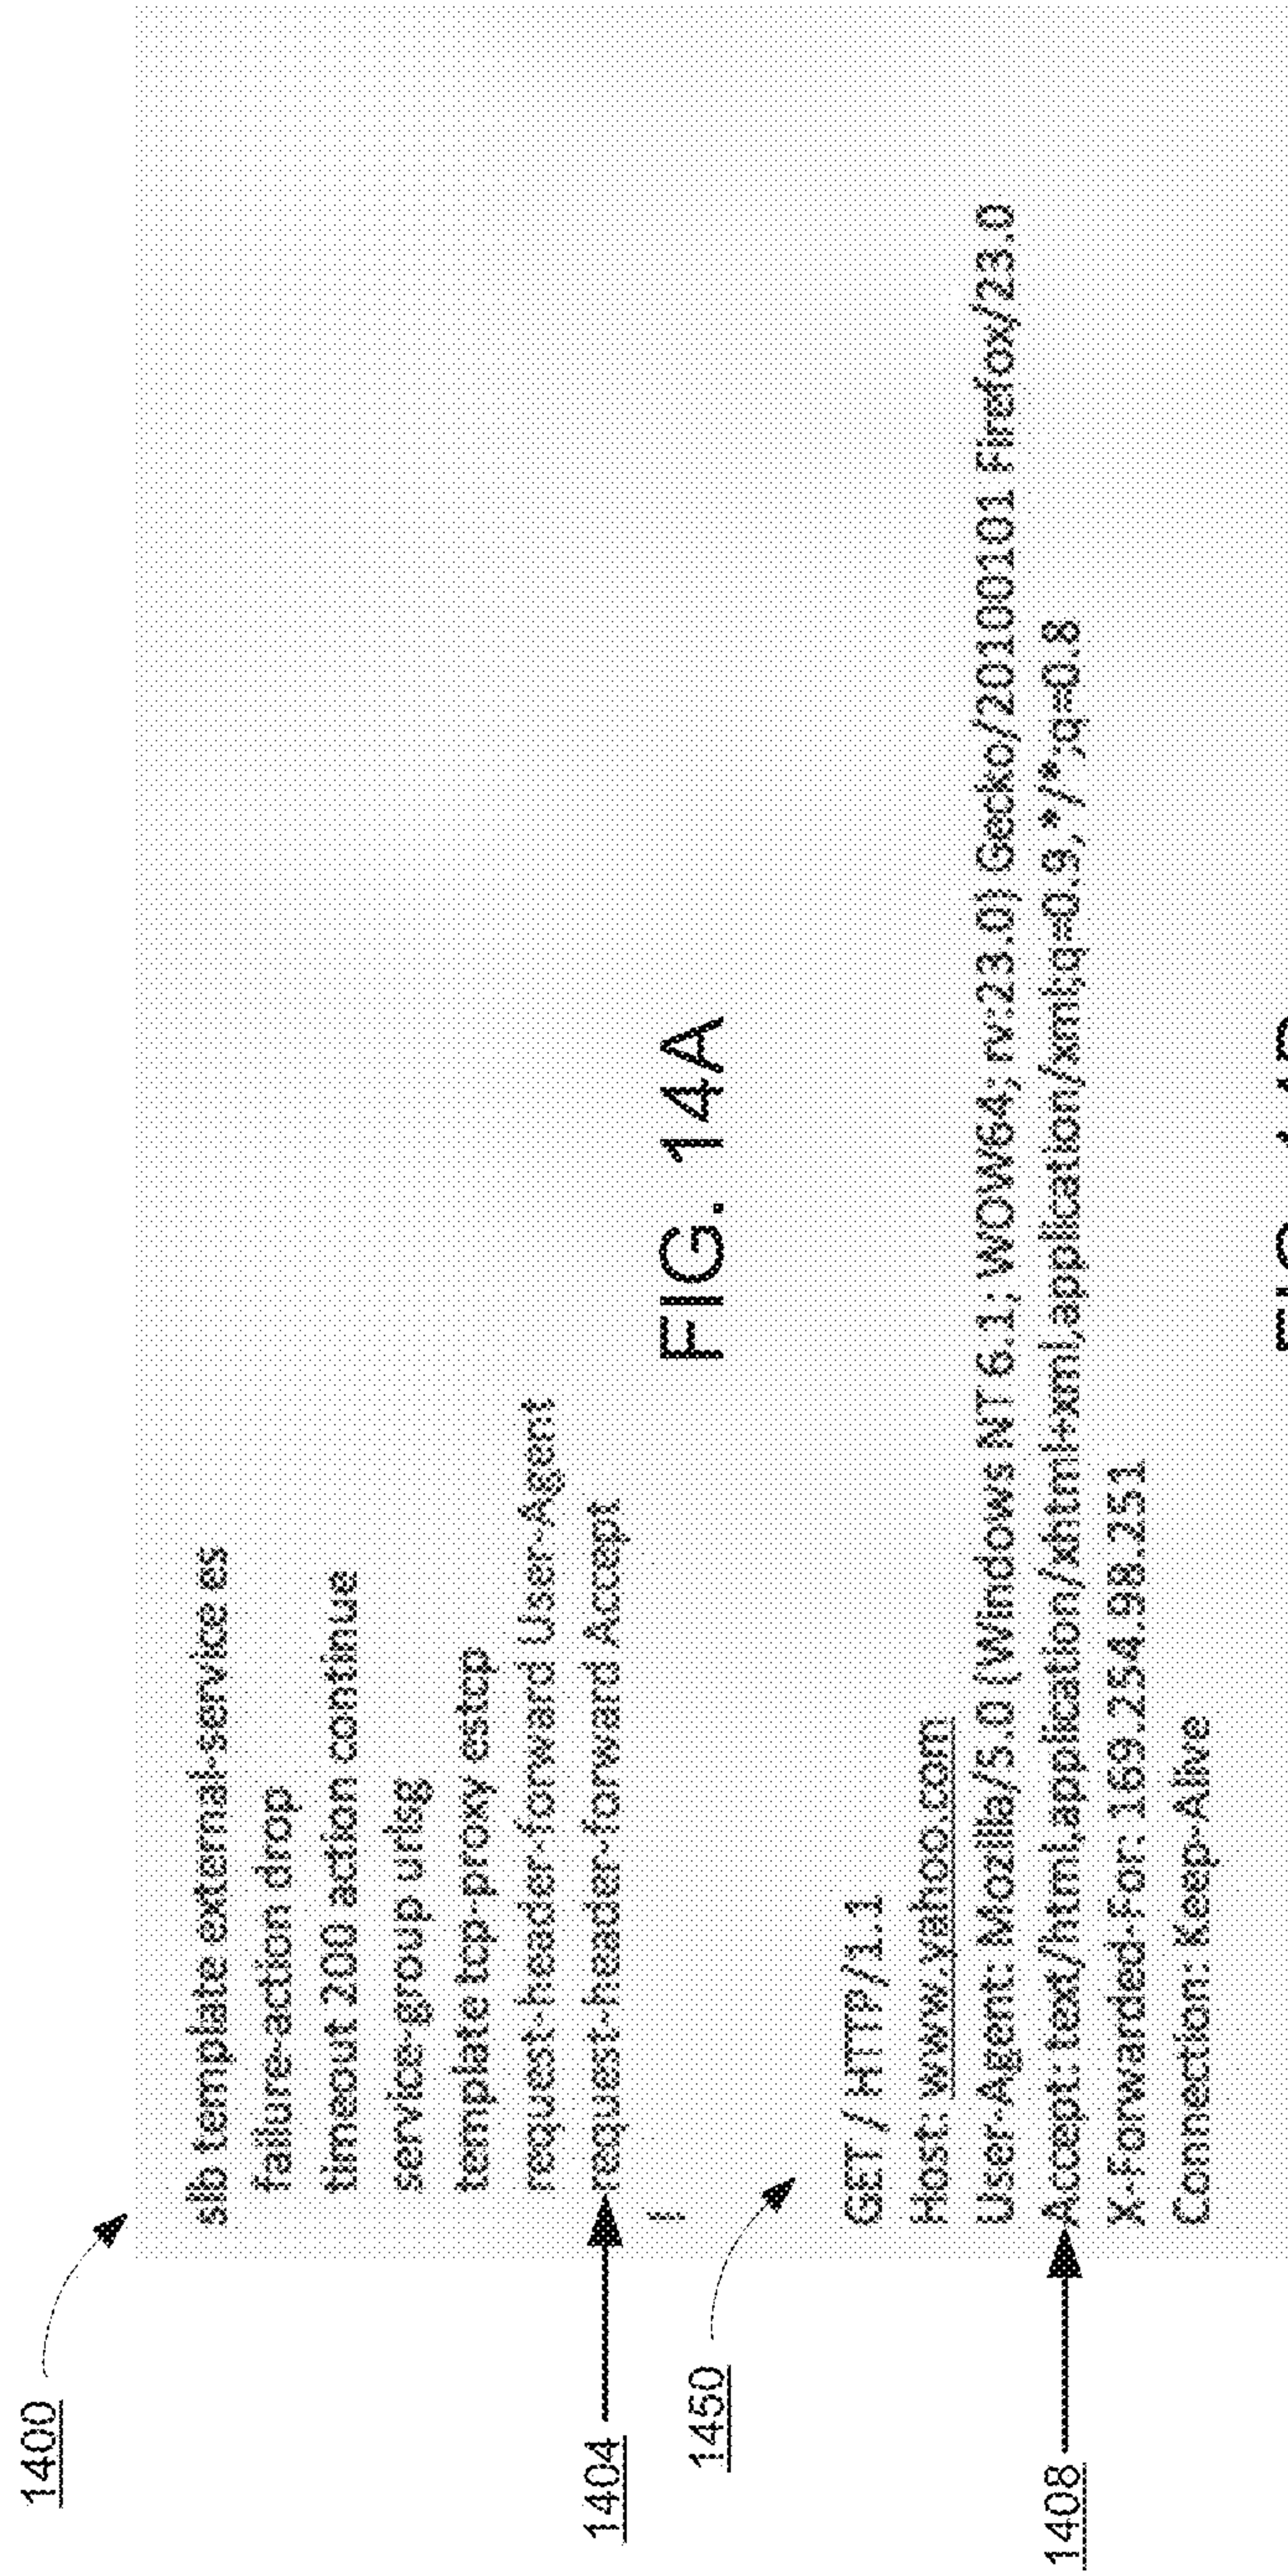 1400
slb template external-service es
failure-action drop
timeout 200 action continue
service-group urlsg
template tcp-proxy estcp
request-header-forward User-Agent
1404
request-header-forward Accept
FIG. 14A
1450
GET / HTTP/1.1
Host: www.yahoo.com
User-Agent: Mozilla/5.0 (Windows NT 6.1; WOW64; rv:23.0) Gecko/20100101 Firefox/23.0
1408
Accept: text/html,application/xhtml+xml,application/xml;q=0.9,*/*;q=0.8
X-Forwarded-For: 169.254.98.251
Connection: Keep-Alive